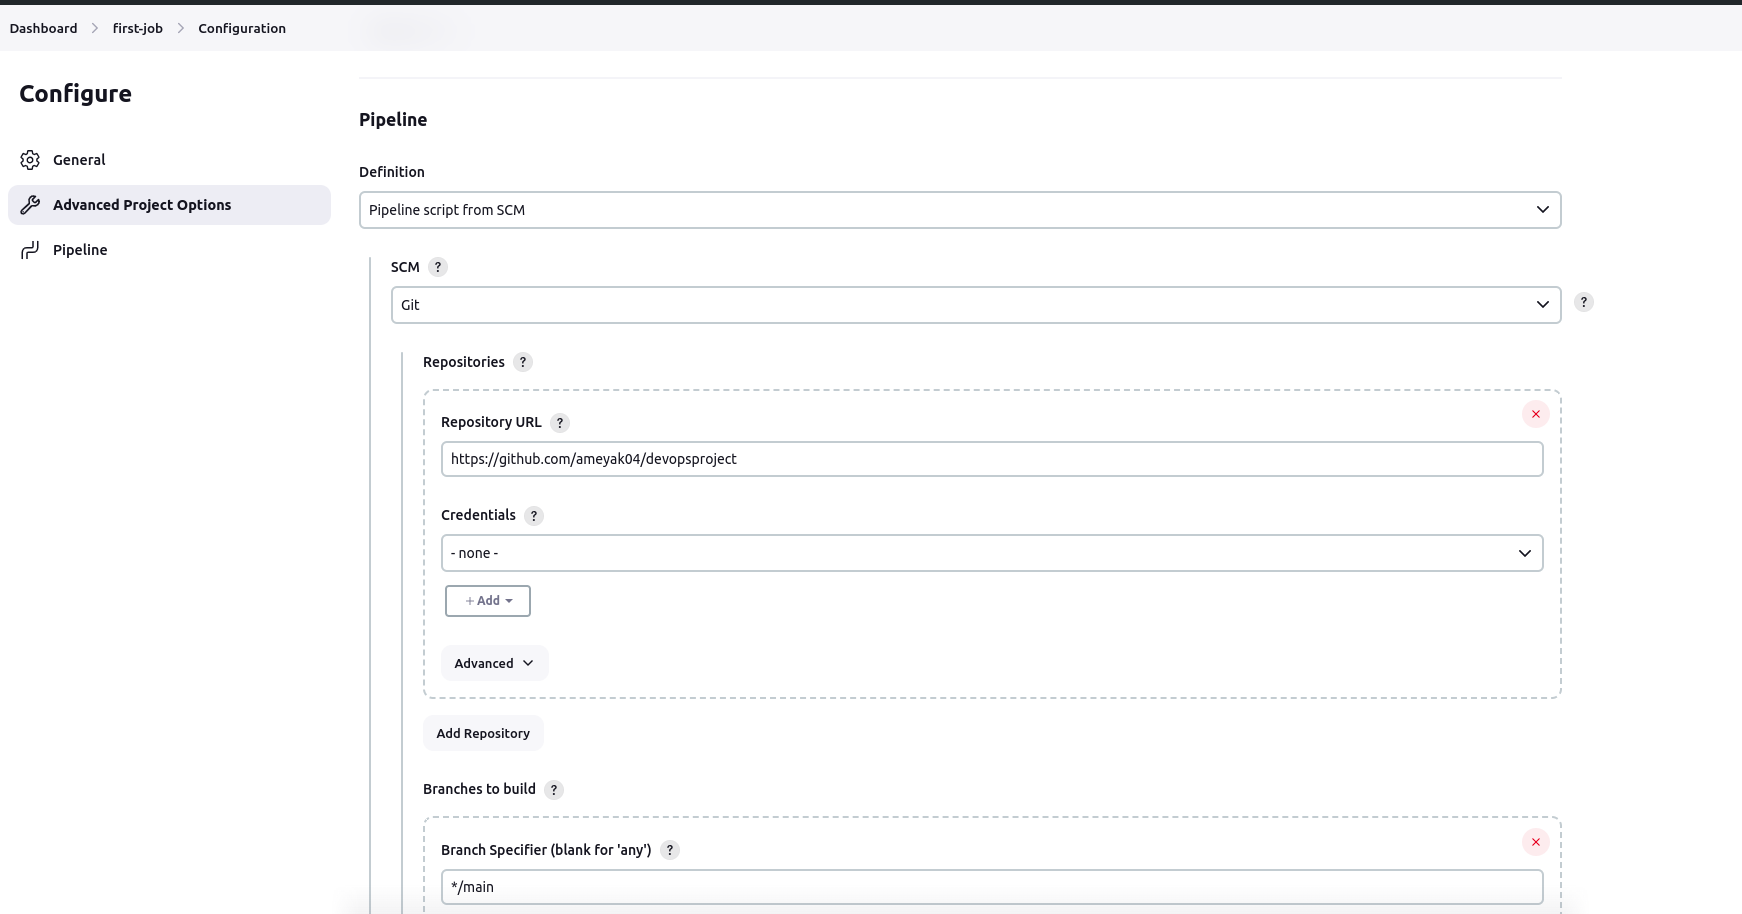 Dashboard > first-job > Configuration
Configure
General
Advanced Project Options
Pipeline
Pipeline
Definition
Pipeline script from SCM
SCM ?
Git
?
Repositories ?
Repository URL ?
https://github.com/ameyak04/devopsproject
Credentials ?
- none -
+ Add
Advanced
Add Repository
Branches to build ?
Branch Specifier (blank for 'any') ?
*/main